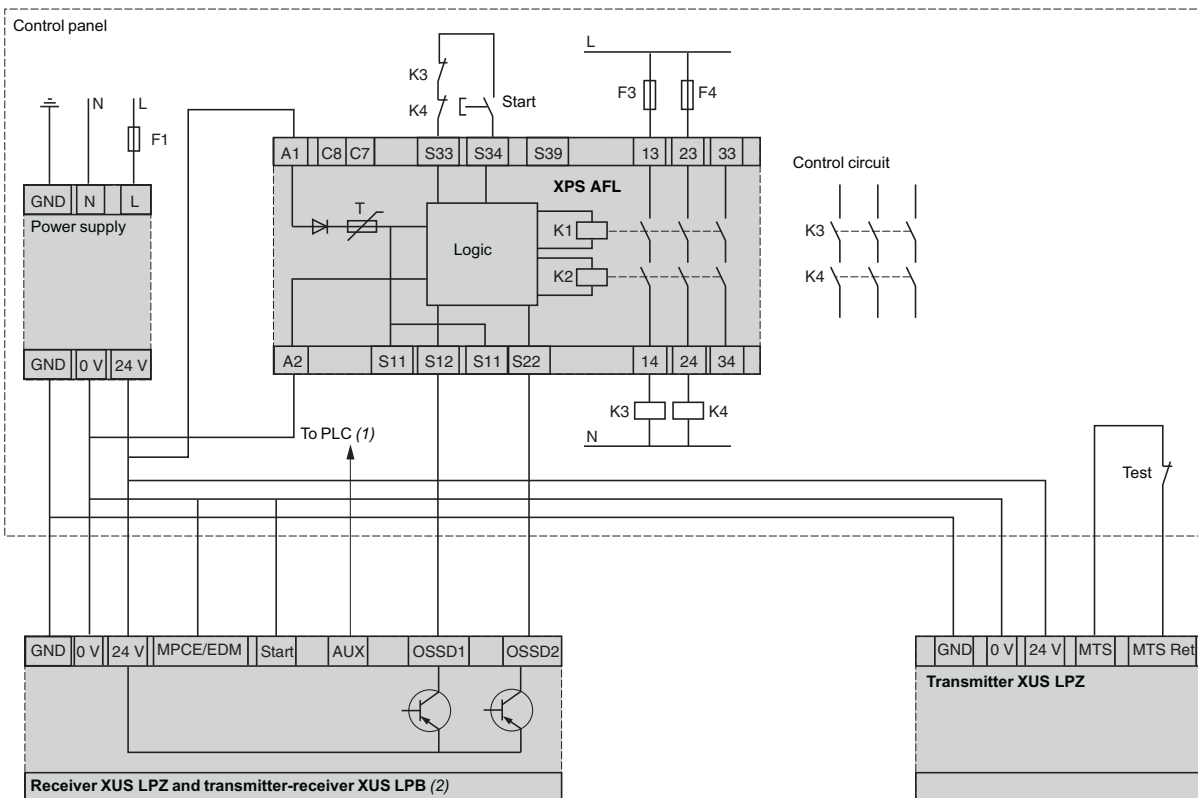 Control panel
L
K3
N
L
F3
F4
K4
Start
F1
A1
C8
C7
S33
S34
S39
13
23
33
Control circuit
XPS AFL
GND
N
L
T
Power supply
K1
K3
Logic
K2
K4
GND
0 V
24 V
A2
S11
S12
S11
S22
14
24
34
K3
K4
To PLC (1)
N
Test
GND
0 V
24 V
MPCE/EDM
Start
AUX
OSSD1
OSSD2
GND
0 V
24 V
MTS
MTS Ret
Transmitter XUS LPZ
Receiver XUS LPZ and transmitter-receiver XUS LPB (2)